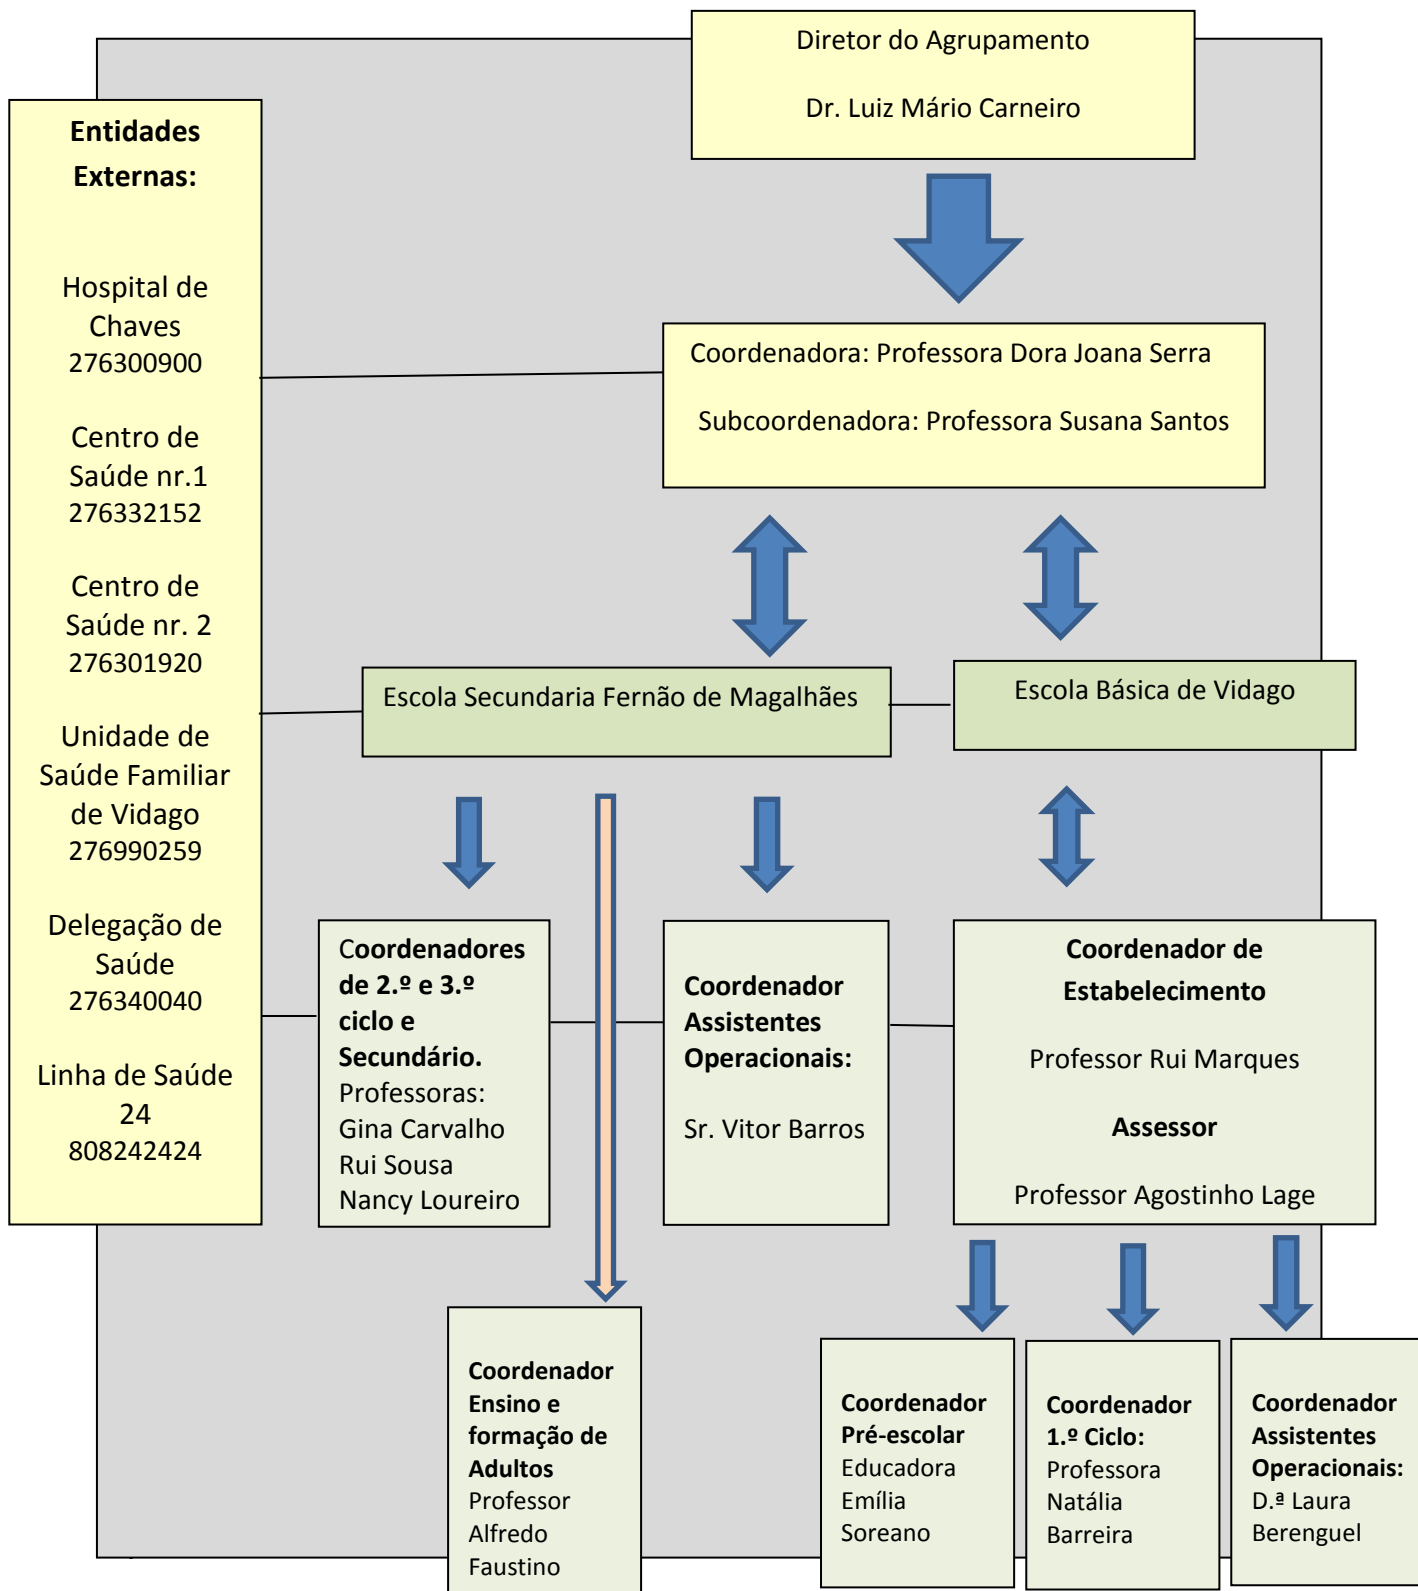 Diretor do Agrupamento
Dr. Luiz Mário Carneiro
Entidades
Externas:
Hospital de
Chaves
276300900
Centro de
Saúde nr.1
276332152
Centro de
Saúde nr. 2
276301920
Unidade de
Saúde Familiar
de Vidago
276990259
Delegação de
Saúde
276340040
Linha de Saúde
24
808242424
Coordenadora: Professora Dora Joana Serra
Subcoordenadora: Professora Susana Santos
Escola Secundaria Fernão de Magalhães
Escola Básica de Vidago
Coordenadores
de 2.º e 3.º
ciclo e
Secundário.
Professoras:
Gina Carvalho
Rui Sousa
Nancy Loureiro
Coordenador
Assistentes
Operacionais:
Sr. Vitor Barros
Coordenador de
Estabelecimento
Professor Rui Marques
Assessor
Professor Agostinho Lage
Coordenador
Ensino e
formação de
Adultos
Professor
Alfredo
Faustino
Coordenador
Pré-escolar
Educadora
Emília
Soreano
Coordenador
1.º Ciclo:
Professora
Natália
Barreira
Coordenador
Assistentes
Operacionais:
D.ª Laura
Berenguel